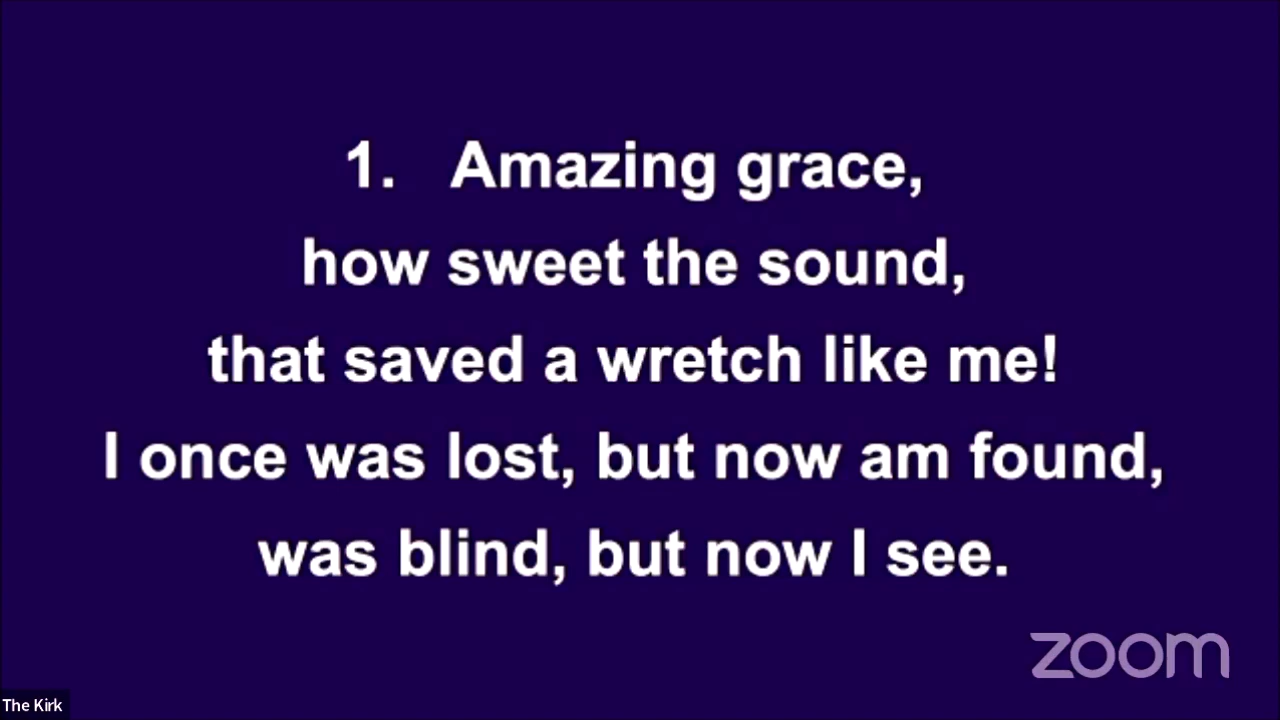 1. Amazing grace,
how sweet the sound,
that saved a wretch like me!
I once was lost, but now am found,
was blind, but now I see.
zoom
The Kirk